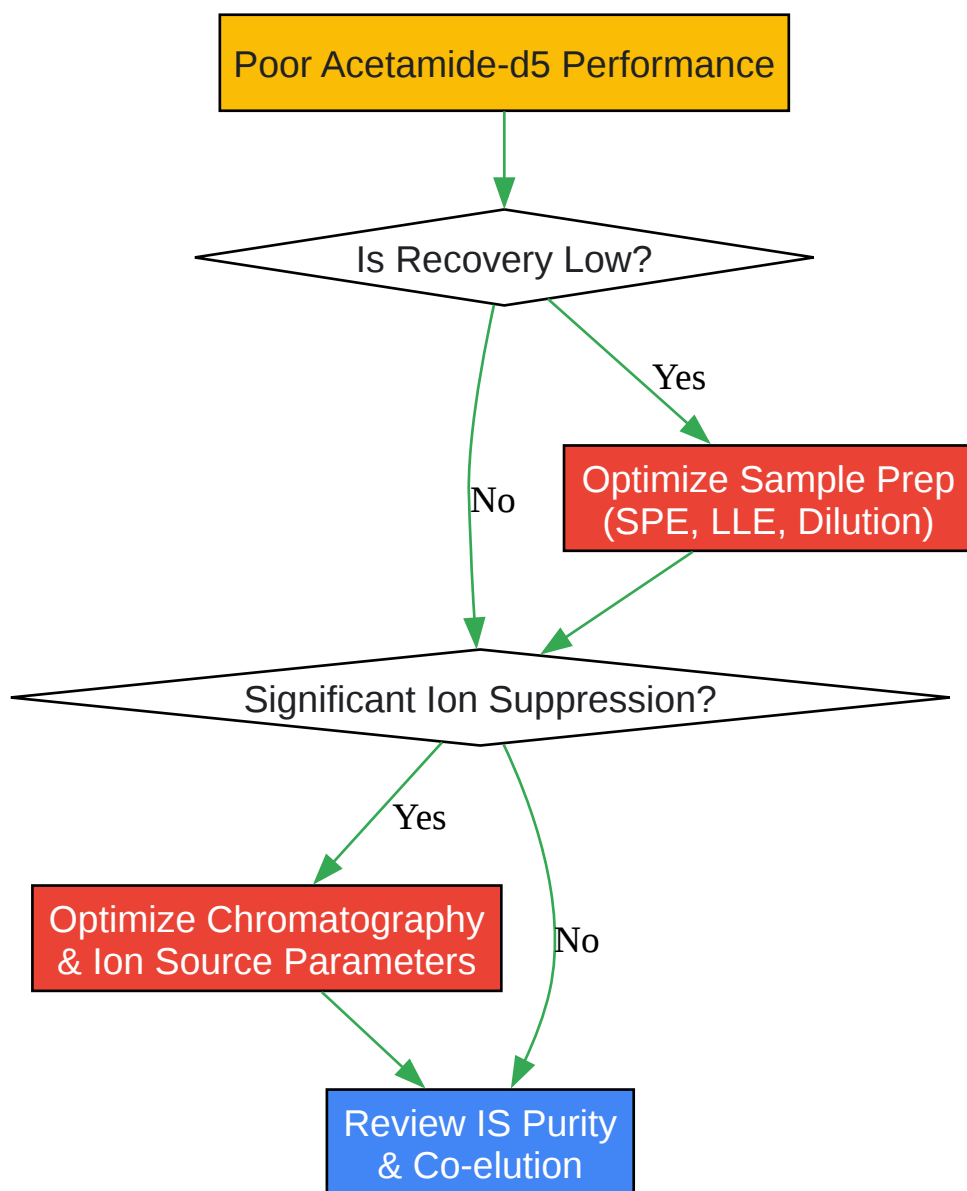 Poor Acetamide-d5 Performance
Is Recovery Low?
Yes
No
Optimize Sample Prep
(SPE, LLE, Dilution)
Significant Ion Suppression?
Yes
No
Optimize Chromatography
& Ion Source Parameters
Review IS Purity
& Co-elution